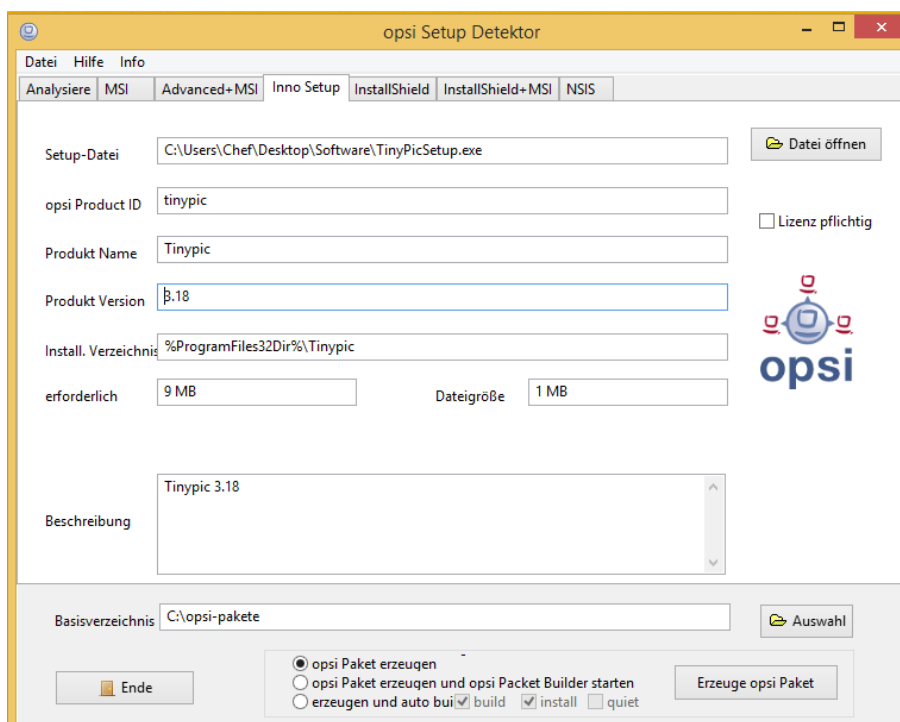 opsi Setup Detektor
Datei Hilfe Info
Analysiere MSI Advanced+MSI Inno Setup InstallShield InstallShield+MSI NSIS
Setup-Datei C:\Users\Chef\Desktop\Software\TinyPicSetup.exe Datei öffnen
opsi Product ID tinypic
Lizenz pflichtig
Produkt Name Tinypic
Produkt Version 3.18
Install. Verzeichnis %ProgramFiles32Dir%\Tinypic
opsi
erforderlich 9 MB Dateigröße 1 MB
Tinypic 3.18
Beschreibung
Basisverzeichnis C:\opsi-pakete Auswahl
opsi Paket erzeugen
opsi Paket erzeugen und opsi Packet Builder starten
Ende Erzeuge opsi Paket
erzeugen und auto bui build install quiet